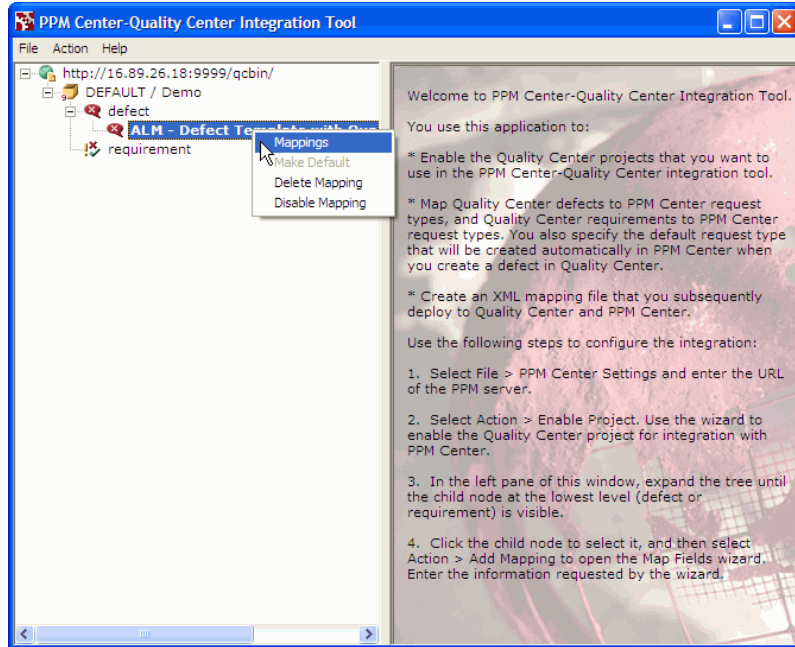 PPM Center-Quality Center Integration Tool
File Action Help
http://16.89.26.18:9999/qcbin/
DEFAULT / Demo
defect
ALM - Defect Template with Qua
requirement
Mappings
Make Default
Delete Mapping
Disable Mapping
Welcome to PPM Center-Quality Center Integration Tool.
You use this application to:
* Enable the Quality Center projects that you want to
use in the PPM Center-Quality Center integration tool.
* Map Quality Center defects to PPM Center request
types, and Quality Center requirements to PPM Center
request types. You also specify the default request type
that will be created automatically in PPM Center when
you create a defect in Quality Center.
* Create an XML mapping file that you subsequently
deploy to Quality Center and PPM Center.
Use the following steps to configure the integration:
1. Select File > PPM Center Settings and enter the URL
of the PPM server.
2. Select Action > Enable Project. Use the wizard to
enable the Quality Center project for integration with
PPM Center.
3. In the left pane of this window, expand the tree until
the child node at the lowest level (defect or
requirement) is visible.
4. Click the child node to select it, and then select
Action > Add Mapping to open the Map Fields wizard.
Enter the information requested by the wizard.